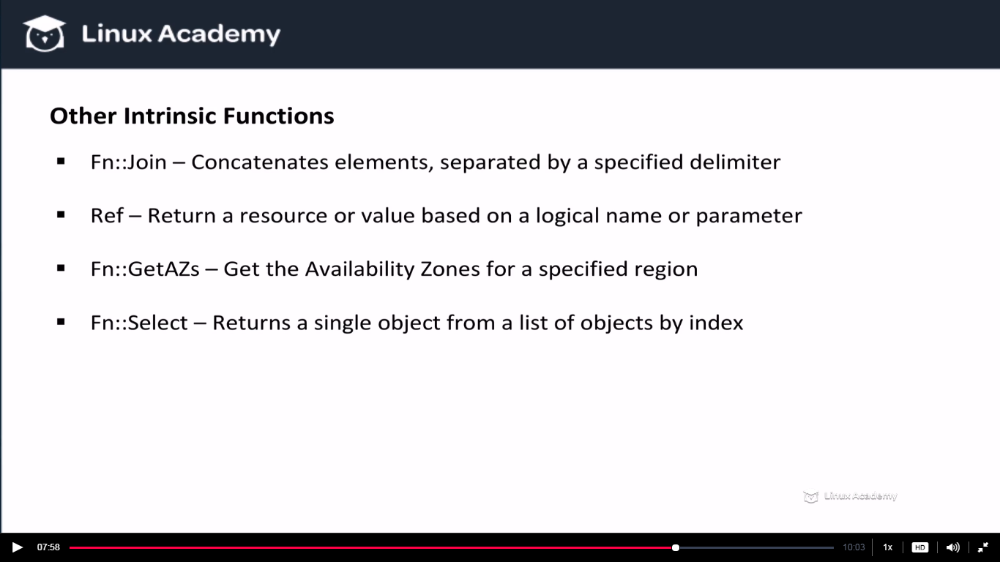 Linux Academy
Other Intrinsic Functions
▪ Fn::Join – Concatenates elements, separated by a specified delimiter
▪ Ref – Return a resource or value based on a logical name or parameter
▪ Fn::GetAZs – Get the Availability Zones for a specified region
▪ Fn::Select – Returns a single object from a list of objects by index
Linux Academy
07:58 10:03 1x HD